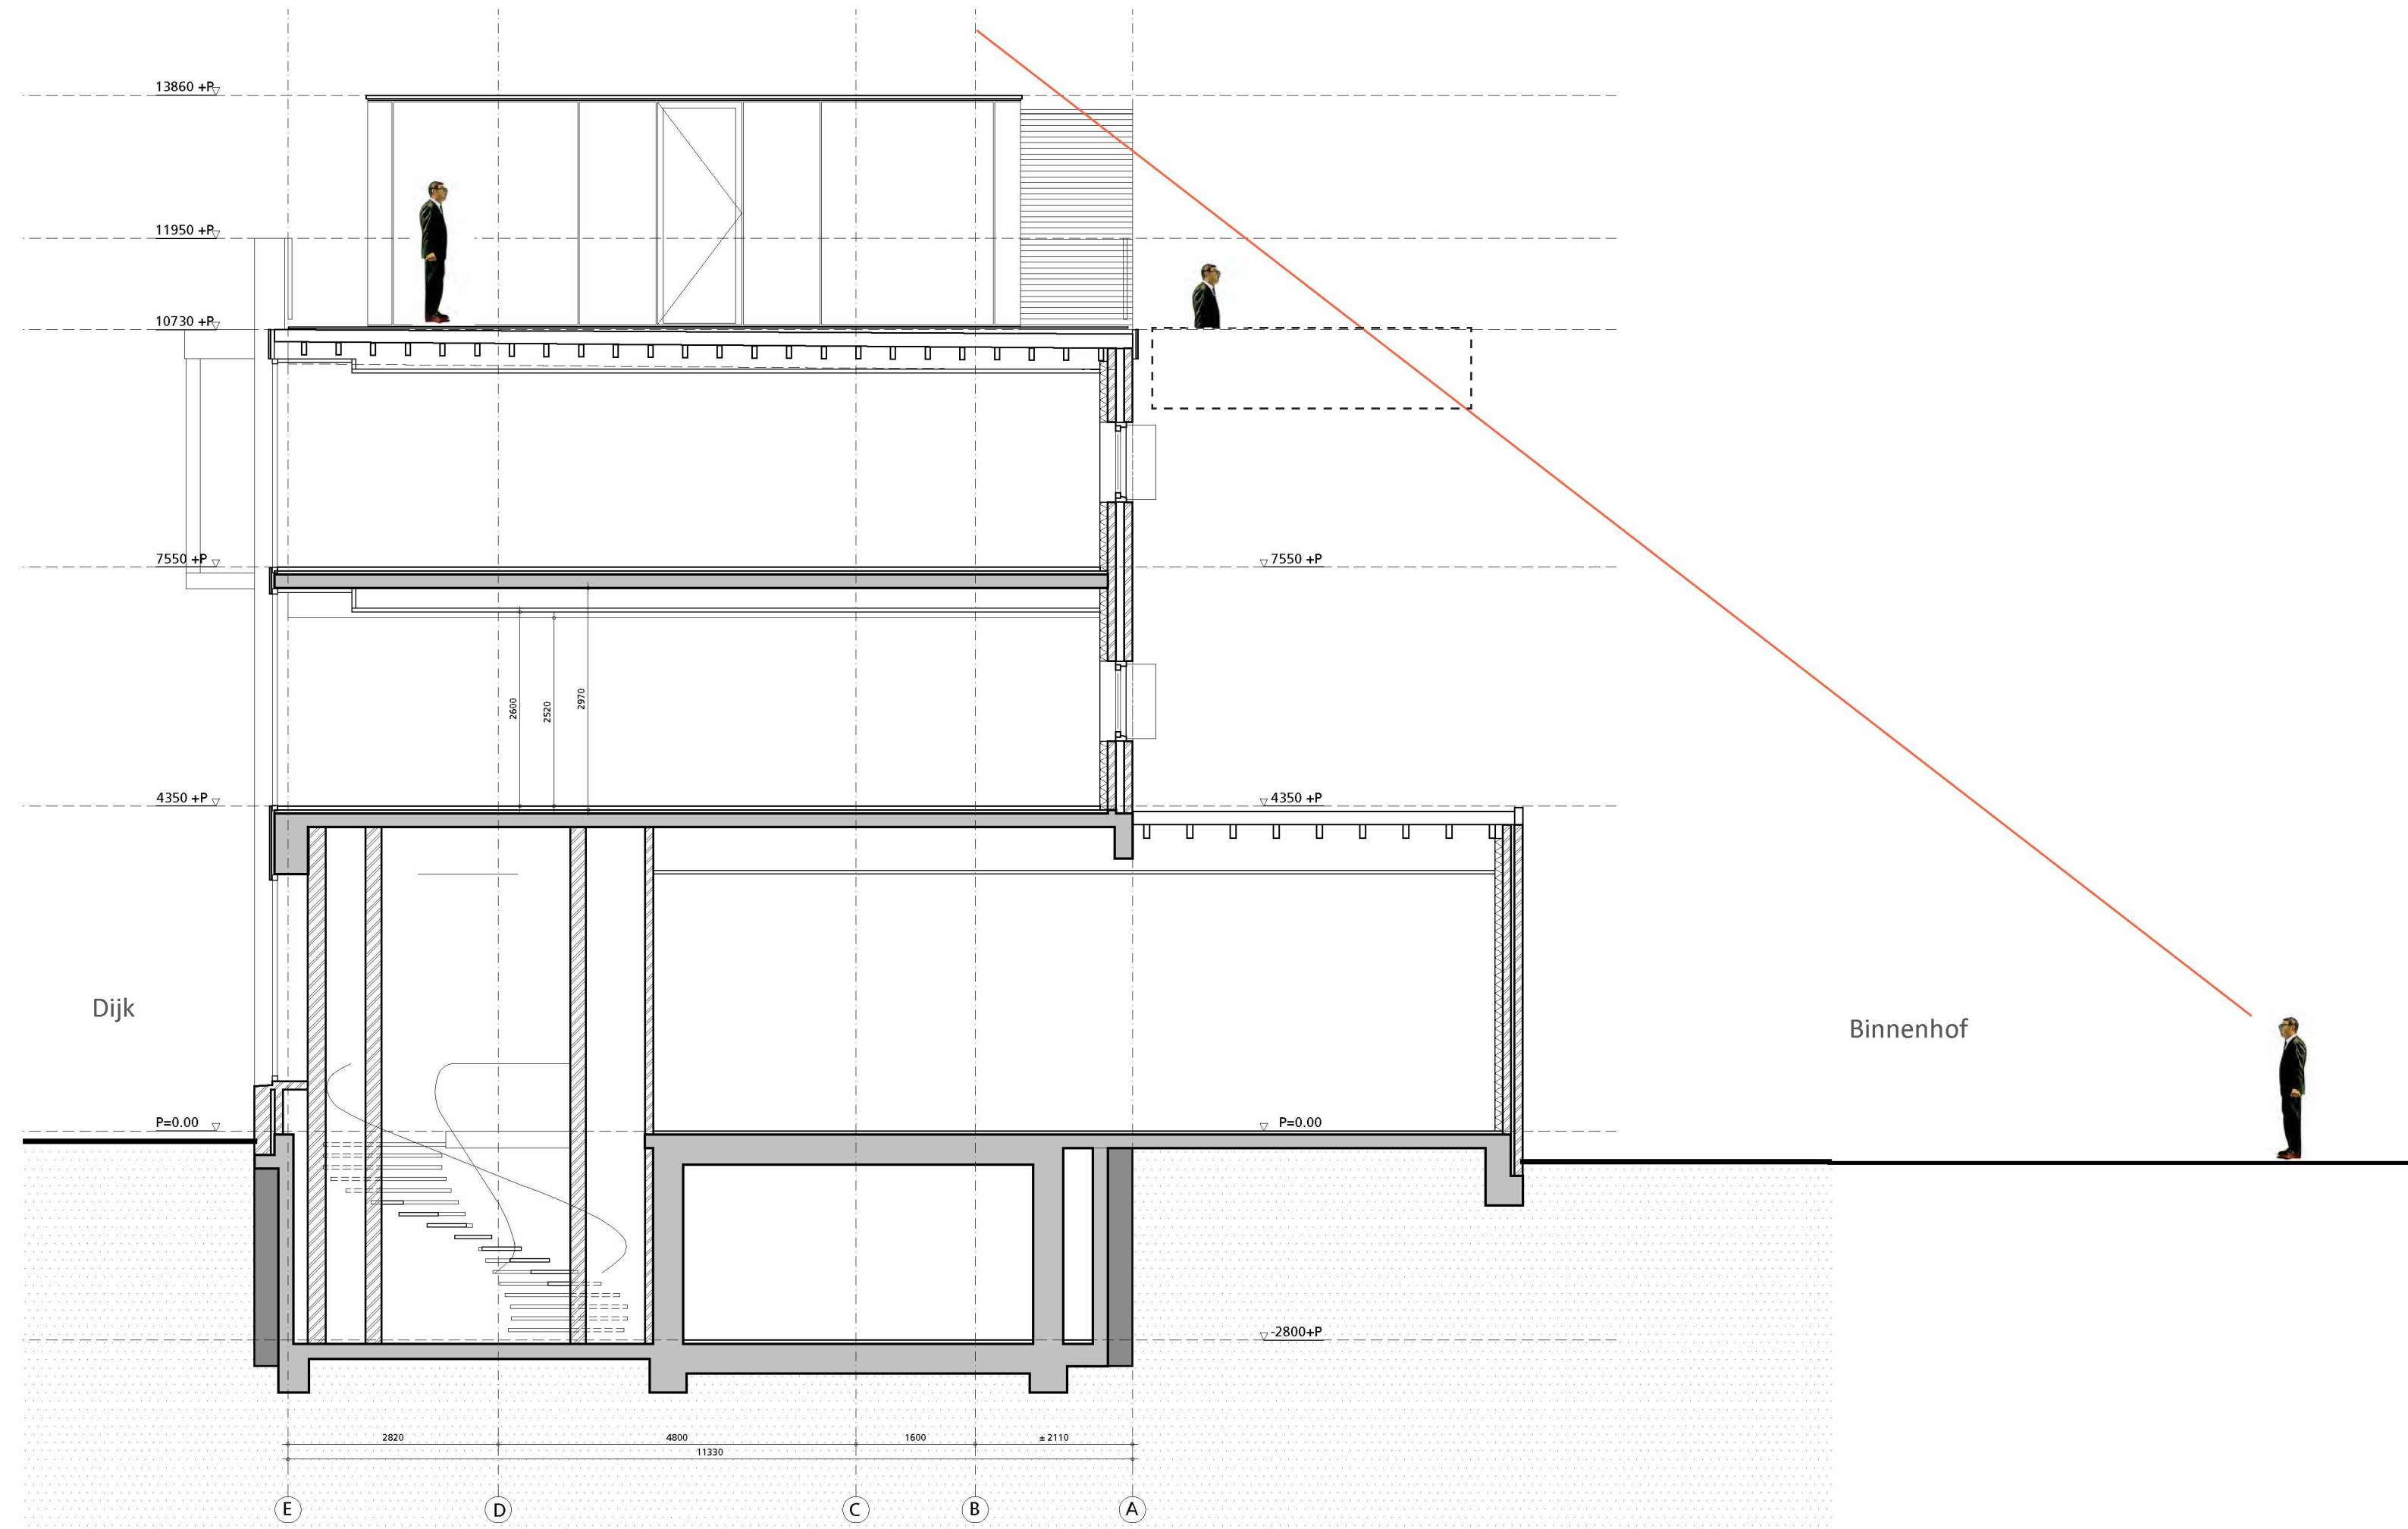 13860 +P
11950 +P
10730 +P
7550 +P
7550 +P
2600
2520
2970
4350 +P
4350 +P
Dijk
Binnenhof
P=0.00
P=0.00
-2800+P
2820
4800
1600
± 2110
11330
E
D
C
B
A